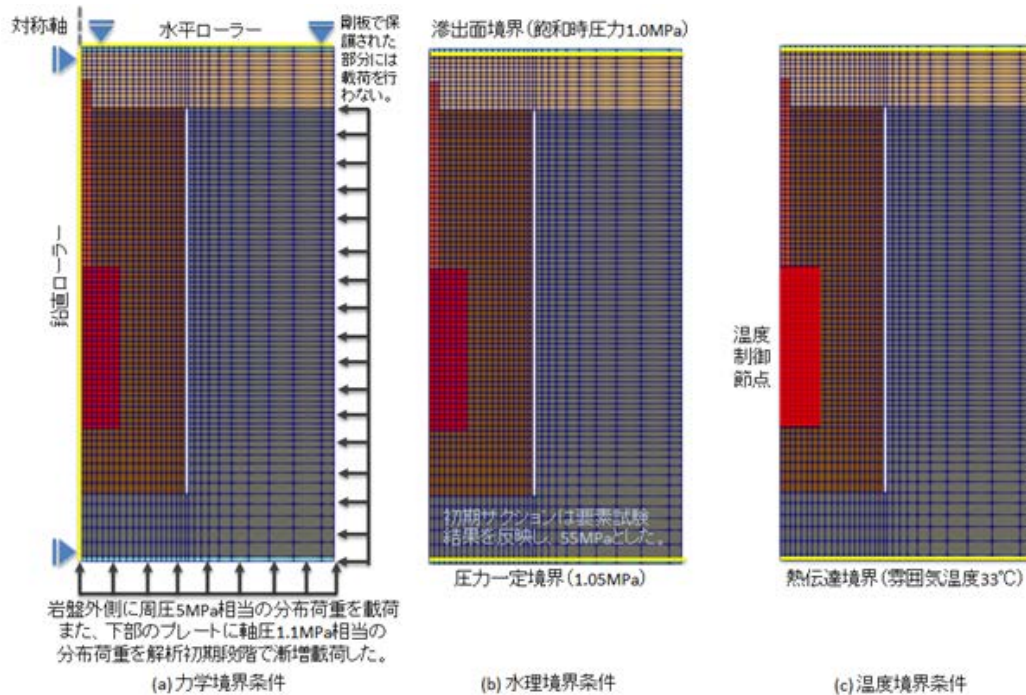 対称軸
水平ローラー
剛板で保
護された
部分には
載荷を行
わない。
鉛直ローラー
岩盤外側に周圧5MPa相当の分布荷重を載荷
また、下部のプレートに軸圧1.1MPa相当の
分布荷重を解析初期段階で漸増載荷した。
(a) 力学境界条件
滲出面境界(飽和時圧力1.0MPa)
初期サクションは要素試験
結果を反映し、55MPaとした。
圧力一定境界(1.05MPa)
(b) 水理境界条件
温度
制御
節点
熱伝達境界(雰囲気温度33℃)
(c) 温度境界条件